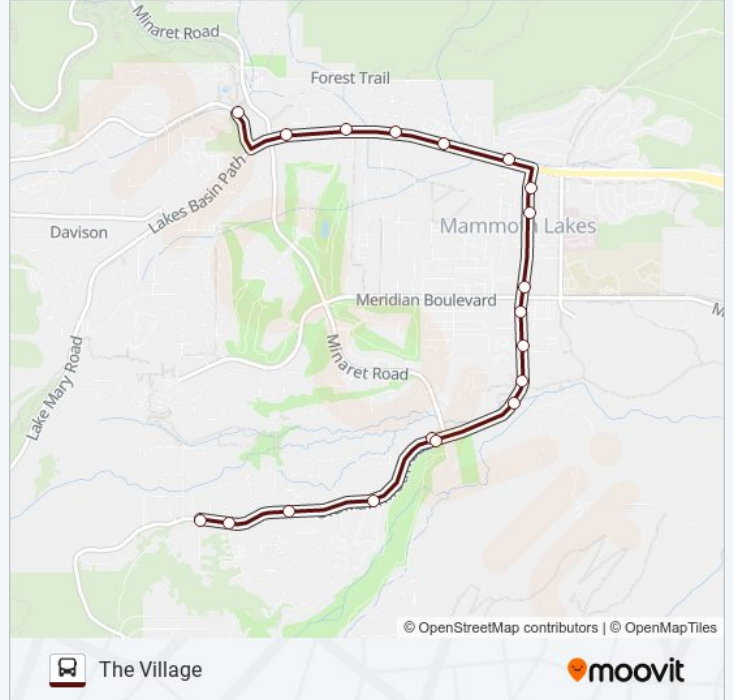 Minaret Road
Forest Trail
Lakes Basin Path
Davison
Mammoth Lakes
Meridian Boulevard
Minaret Road
Lake Mary Road
© OpenStreetMap contributors | © OpenMapTiles
The Village
moovit